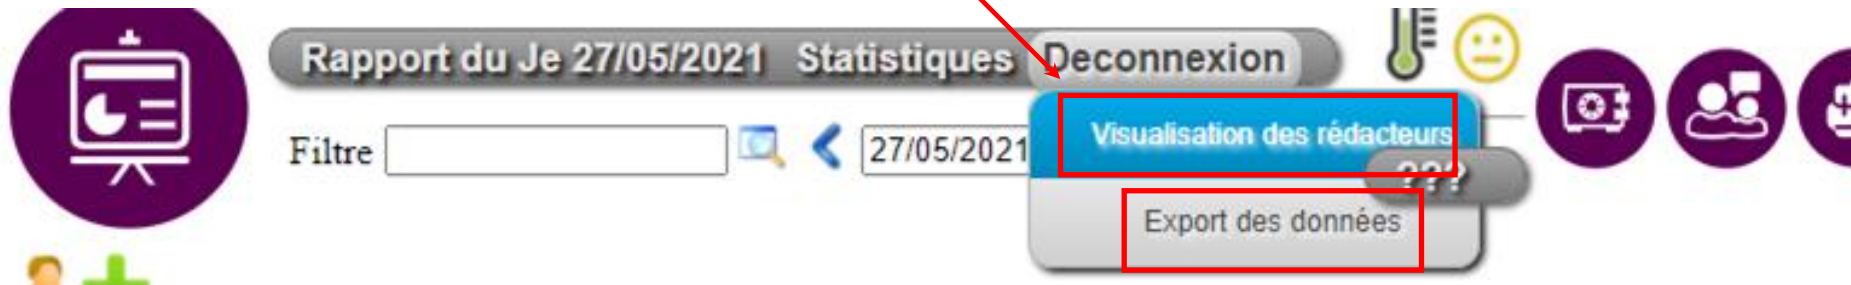 Rapport du Je 27/05/2021 Statistiques Deconnexion
Filtre 27/05/2021
Visualisation des rédacteurs
???
Export des données